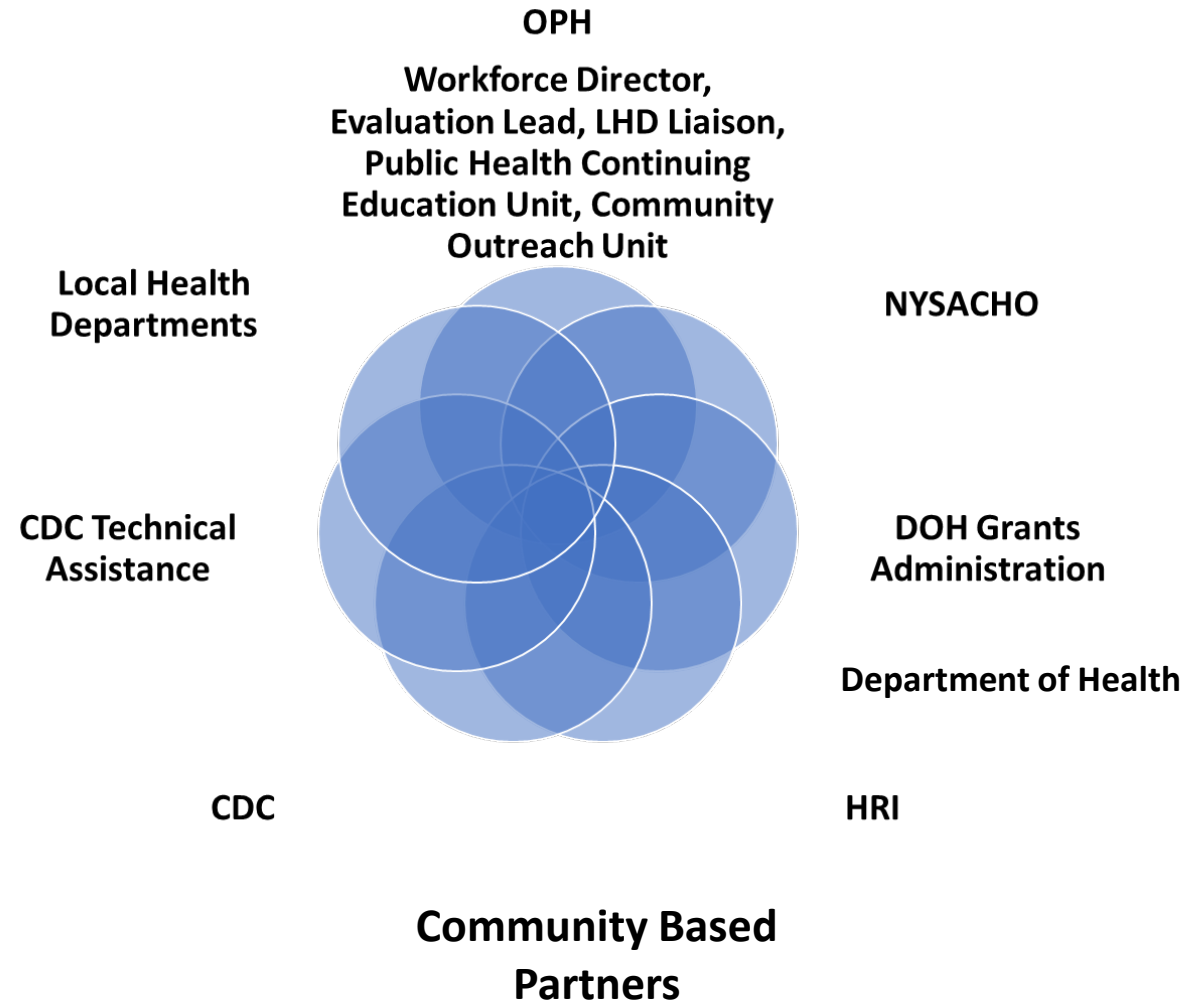 OPH
Workforce Director,
Evaluation Lead, LHD Liaison,
Public Health Continuing
Education Unit, Community
Outreach Unit
Local Health
Departments
NYSACHO
CDC Technical
Assistance
DOH Grants
Administration
Department of Health
CDC
HRI
Community Based
Partners